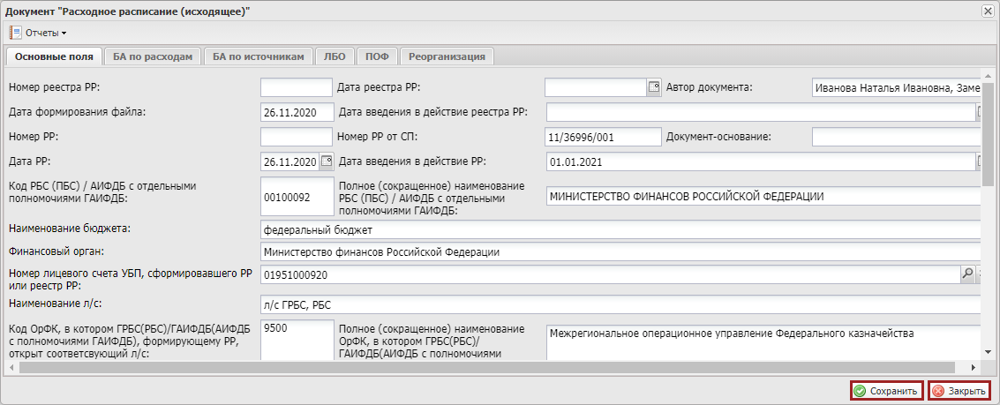 Документ "Расходное расписание (исходящее)"
Отчеты
Основные поля БА по расходам БА по источникам ЛБО ПОФ Реорганизация
Номер реестра РР: Дата реестра РР: Автор документа: Иванова Наталья Ивановна, Заме
Дата формирования файла: 26.11.2020 Дата введения в действие реестра РР:
Номер РР: Номер РР от СП: 11/36996/001 Документ-основание:
Дата РР: 26.11.2020 Дата введения в действие РР: 01.01.2021
Код РБС (ПБС) / АИФДБ с отдельными
полномочиями ГАИФДБ:
00100092
Полное (сокращенное) наименование
РБС (ПБС) / АИФДБ с отдельными
полномочиями ГАИФДБ:
МИНИСТЕРСТВО ФИНАНСОВ РОССИЙСКОЙ ФЕДЕРАЦИИ
Наименование бюджета: федеральный бюджет
Финансовый орган: Министерство финансов Российской Федерации
Номер лицевого счета УБП, сформировавшего РР
или реестр РР:
01951000920
Наименование л/с: л/с ГРБС, РБС
Код ОрФК, в котором ГРБС(РБС)/ГАИФДБ(АИФДБ
с полномочиями ГАИФДБ), формирующему РР,
открыт соответсвующий л/с:
9500
Полное (сокращенное) наименование
ОрФК, в котором ГРБС(РБС)/
ГАИФДБ(АИФДБ с полномочиями
Межрегиональное операционное управление Федерального казначейства
Сохранить Закрыть